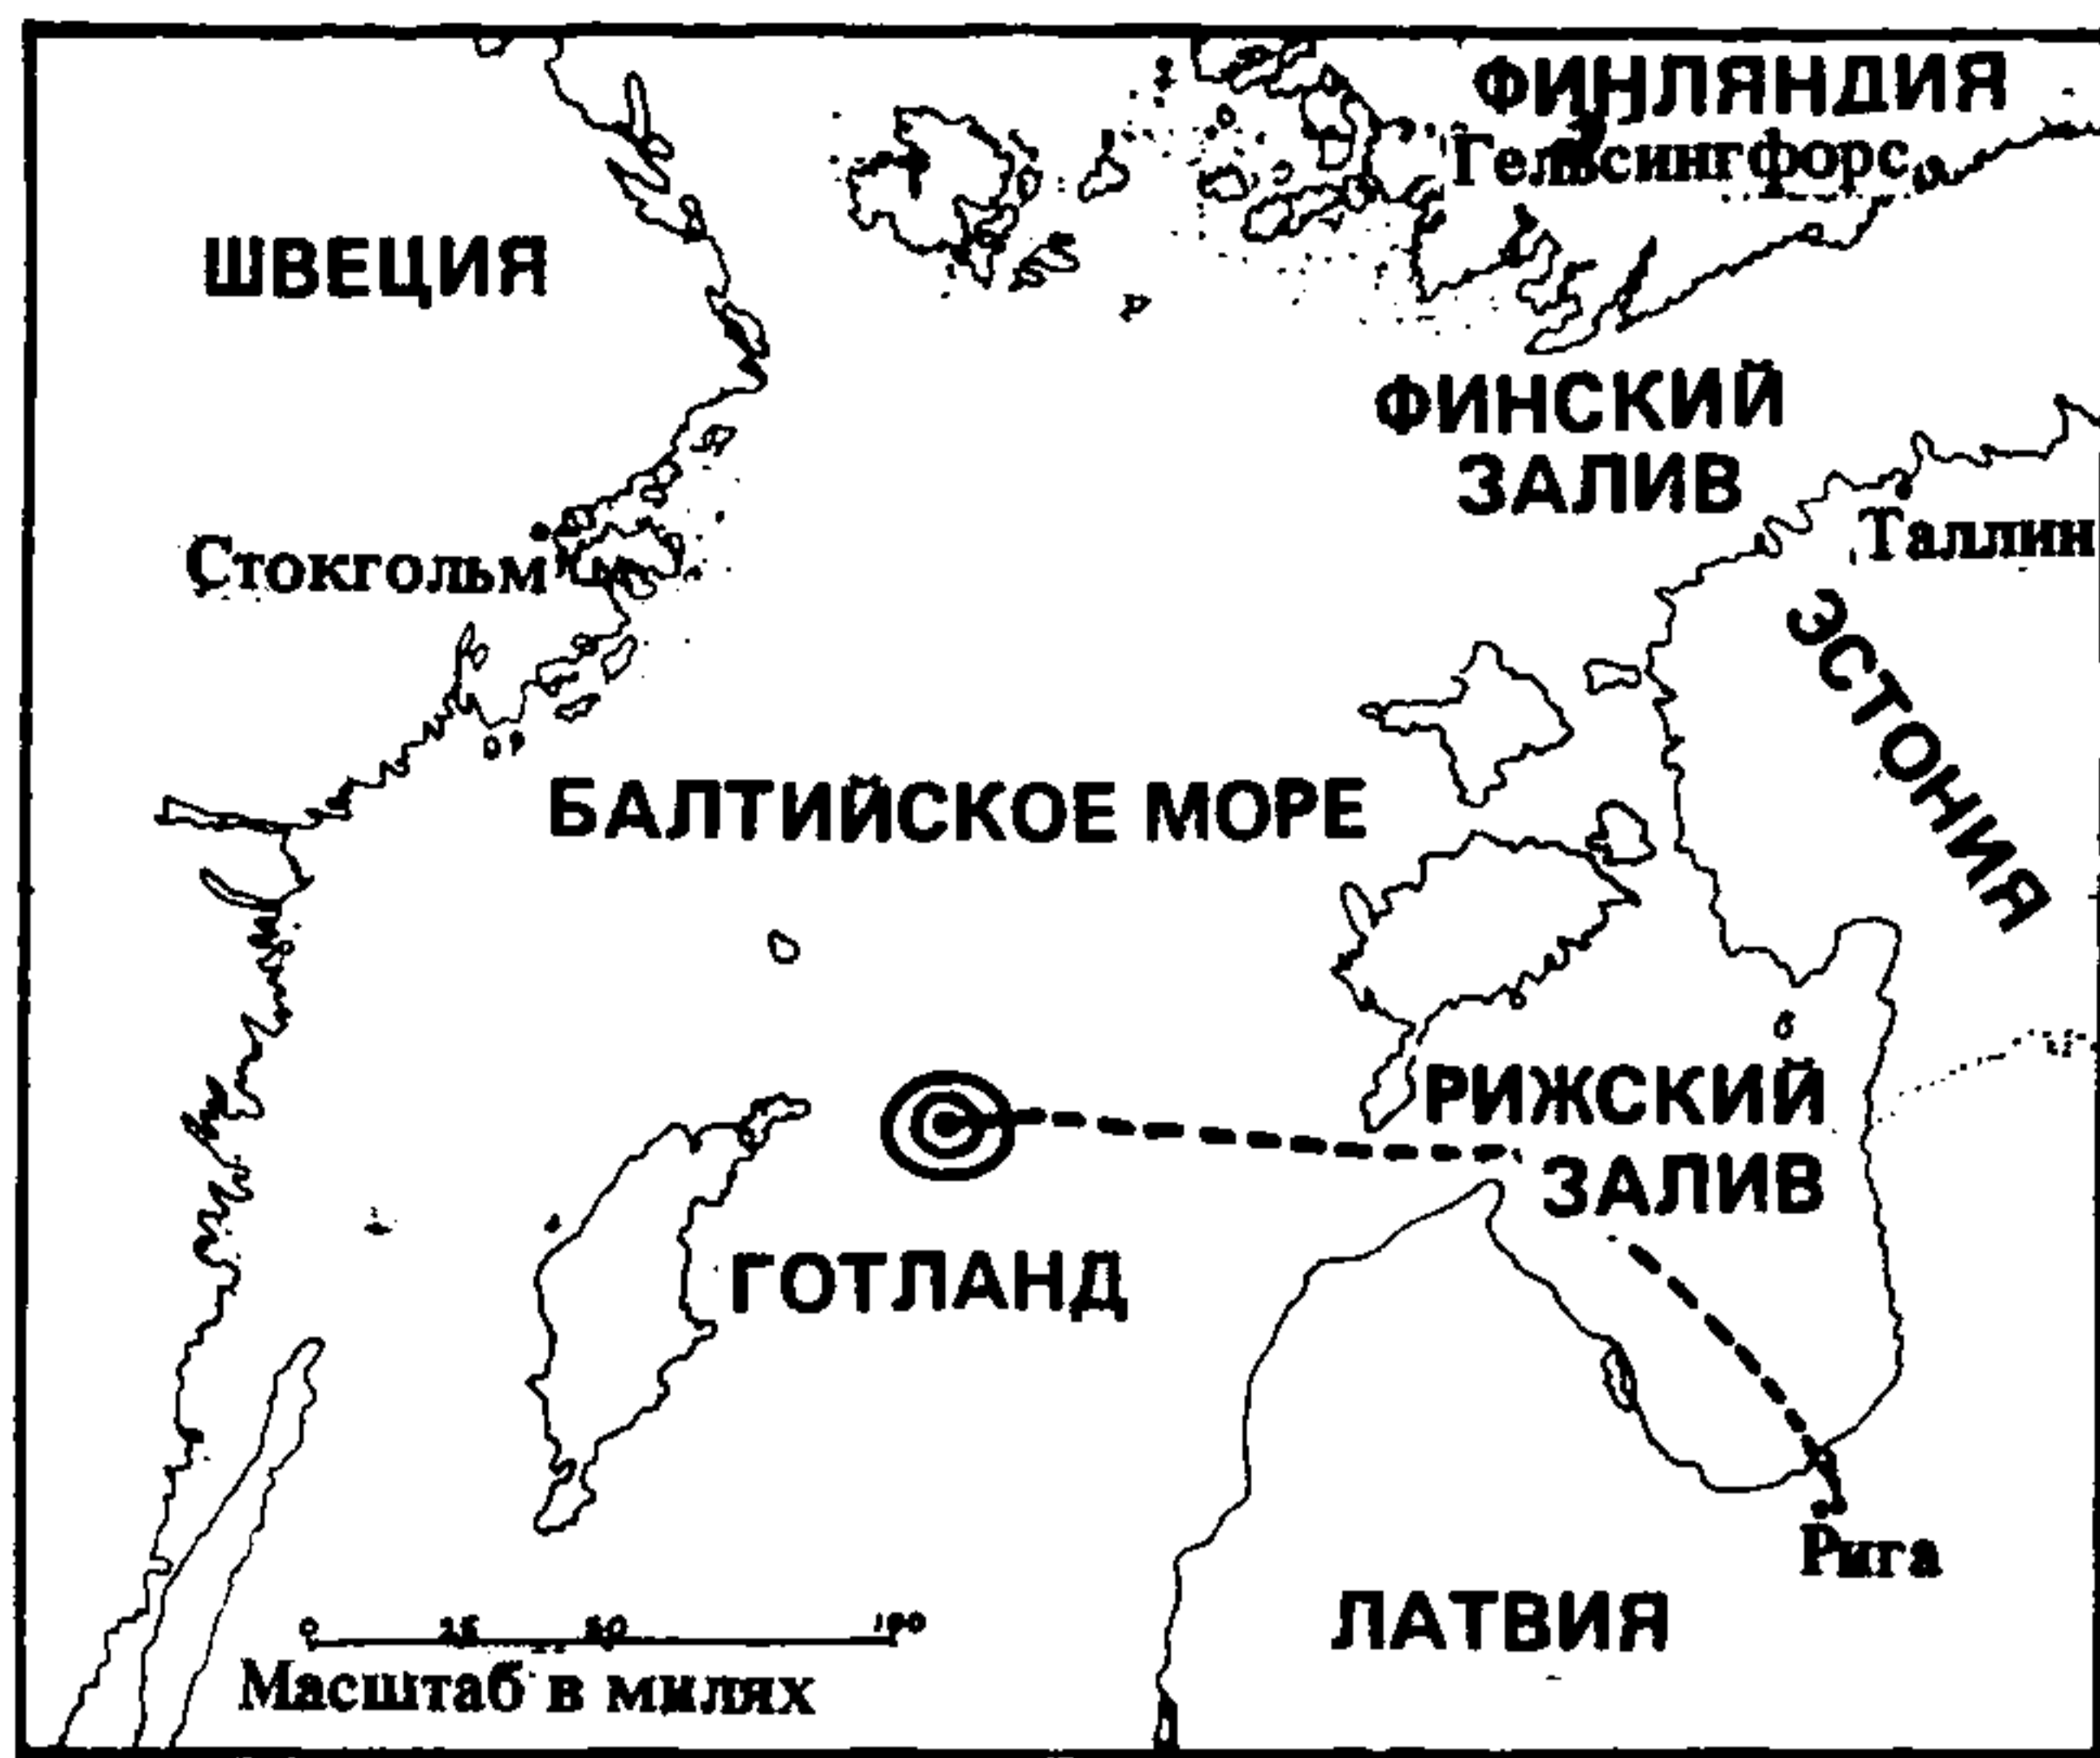 ФИНЛЯНДИЯ
Гельсингфорс
ШВЕЦИЯ
ФИНСКИЙ
ЗАЛИВ
Таллин
Стокгольм
ЭСТОНИЯ
БАЛТИЙСКОЕ МОРЕ
РИЖСКИЙ
ЗАЛИВ
ГОТЛАНД
Рига
ЛАТВИЯ
0 25 50 100
Масштаб в милях